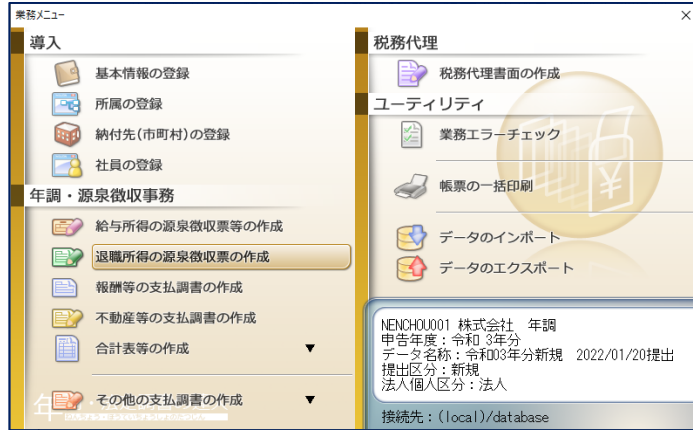 業務メニュー
導入
基本情報の登録
所属の登録
納付先(市町村)の登録
社員の登録
年調・源泉徴収事務
給与所得の源泉徴収票等の作成
退職所得の源泉徴収票の作成
報酬等の支払調書の作成
不動産等の支払調書の作成
合計表等の作成 ▼
その他の支払調書の作成 ▼
税務代理
税務代理書面の作成
ユーティリティ
業務エラーチェック
帳票の一括印刷
データのインポート
データのエクスポート
NENCHOU001 株式会社 年調
申告年度:令和 3年分
データ名称:令和03年分新規 2022/01/20提出
提出区分:新規
法人個人区分:法人
接続先:(local)/database